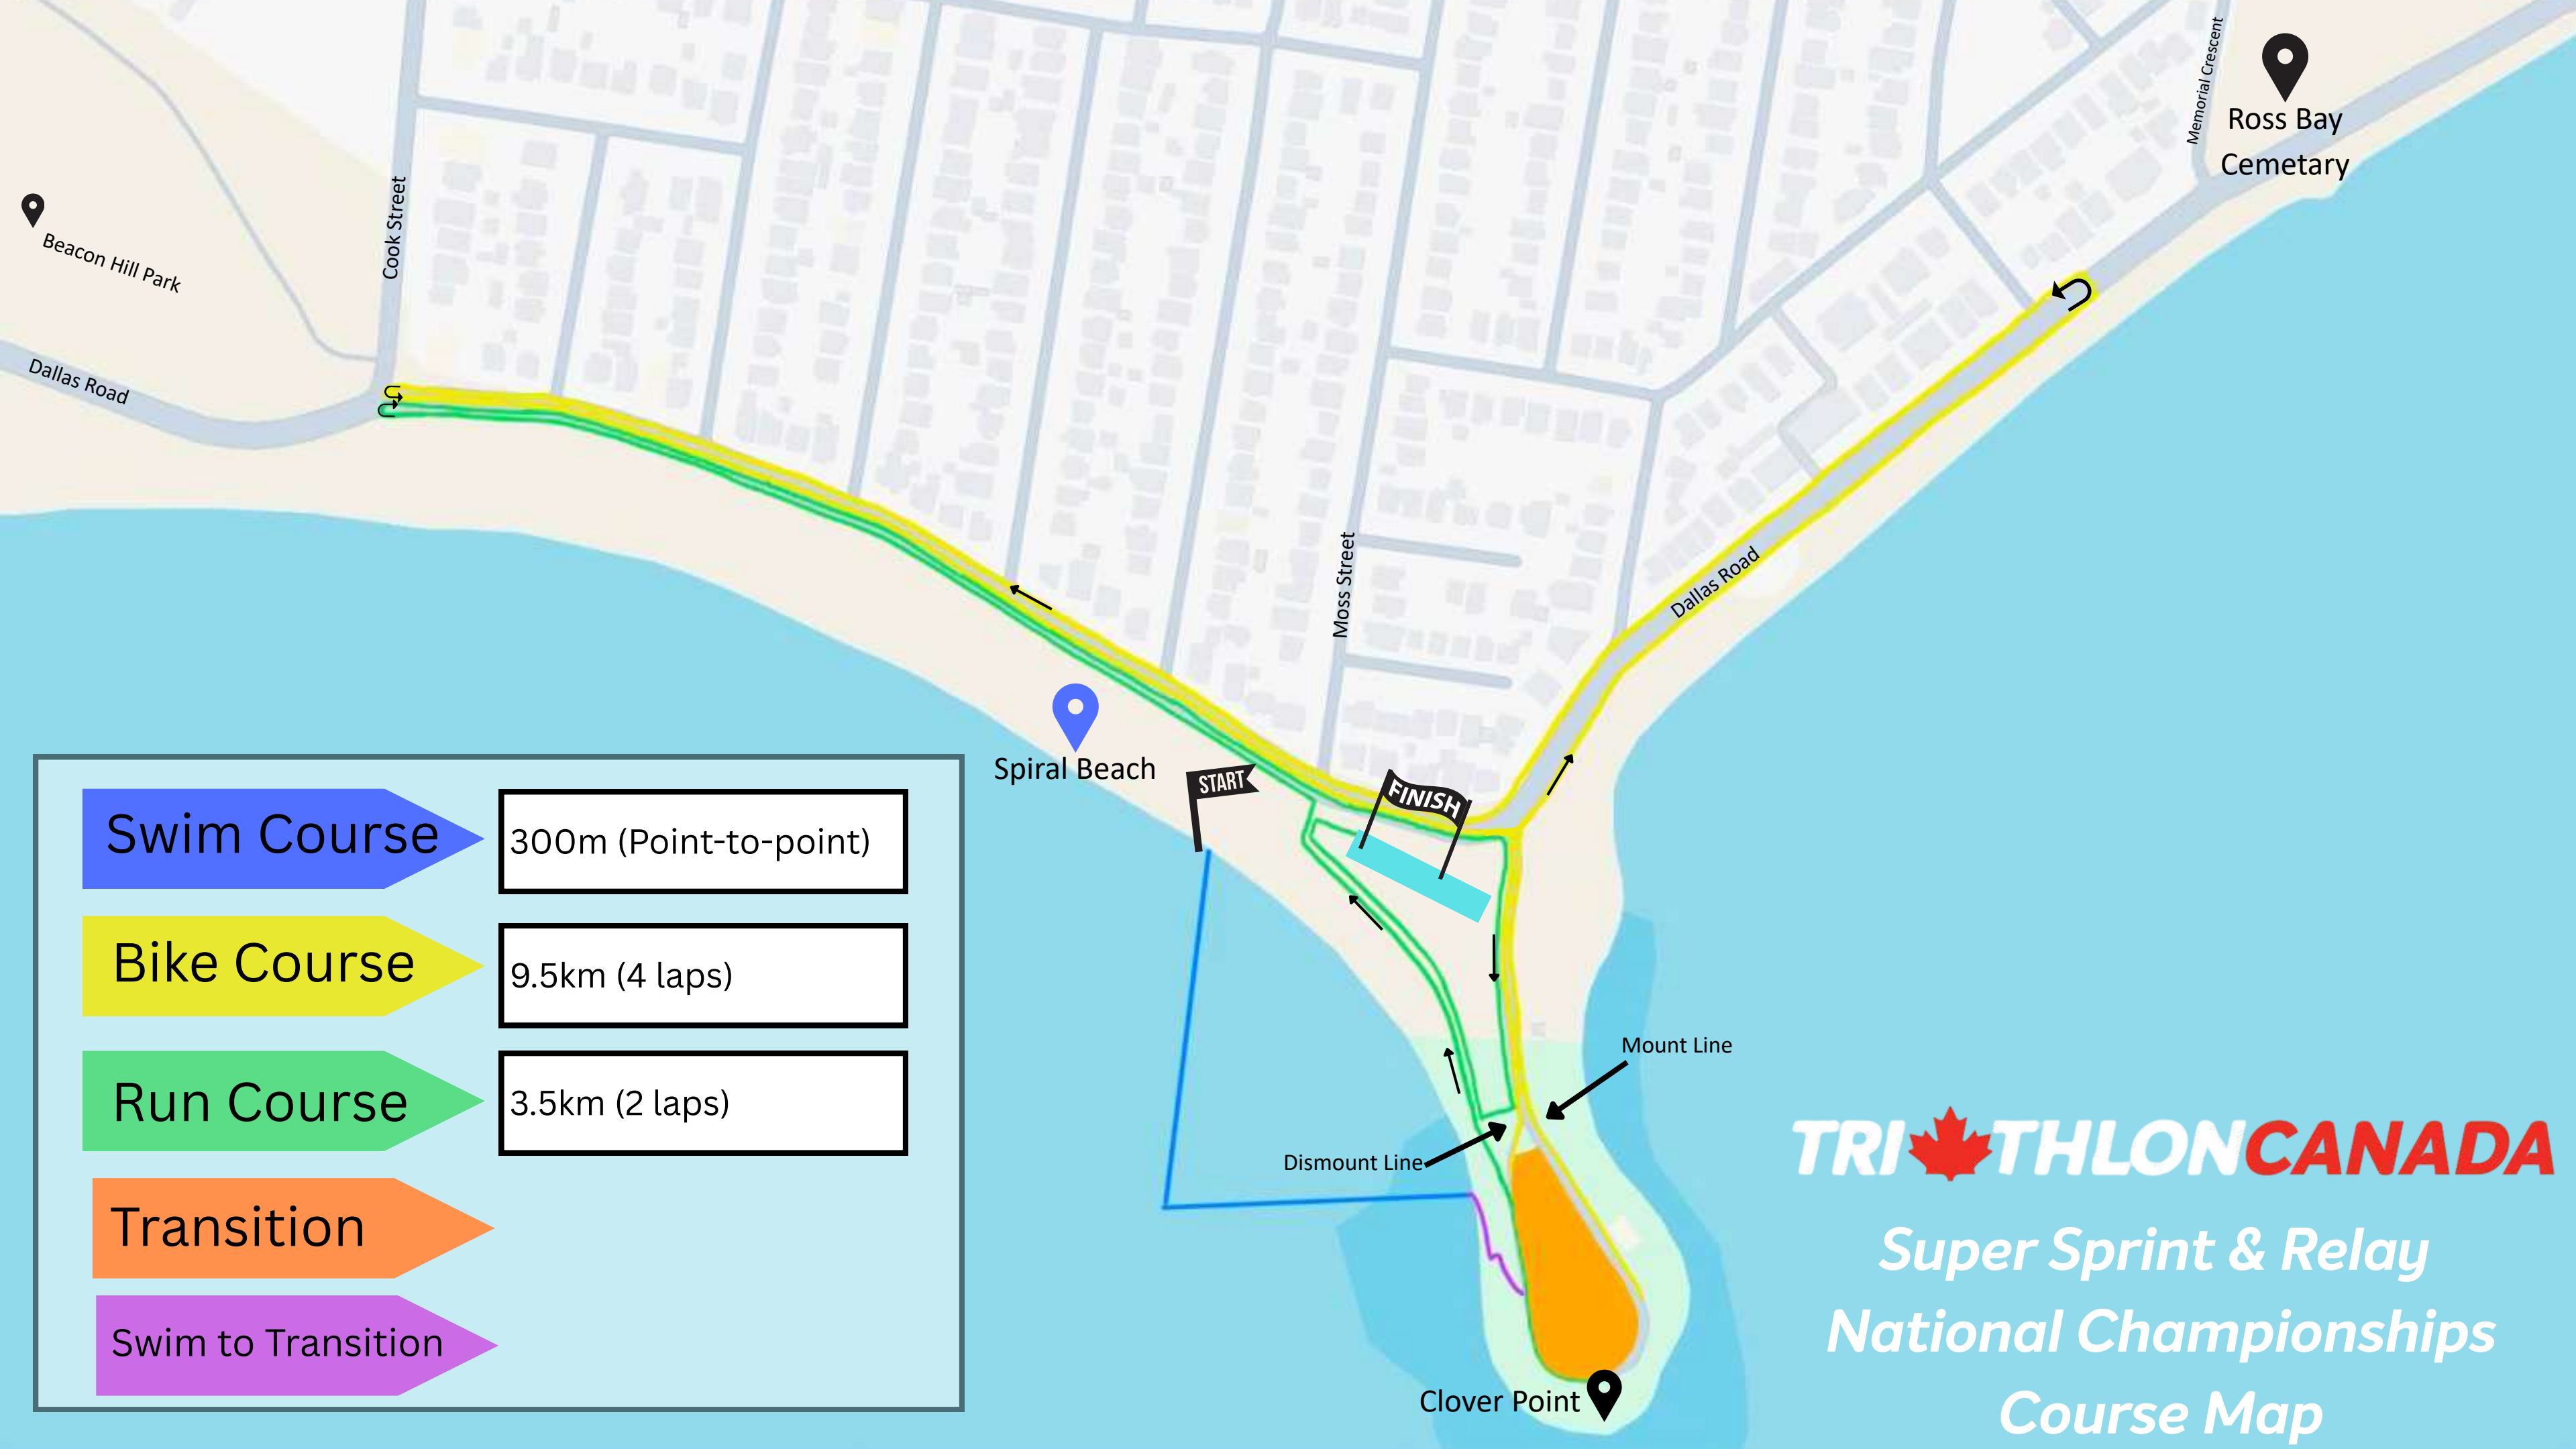 Memorial Crescent
Ross Bay
Cemetary
Cook Street
Beacon Hill Park
Dallas Road
Moss Street
Dallas Road
Spiral Beach
START
FINISH
Swim Course
300m (Point-to-point)
Bike Course
9.5km (4 laps)
Run Course
3.5km (2 laps)
Transition
Swim to Transition
Mount Line
Dismount Line
Clover Point
TRIATHLONCANADA
Super Sprint & Relay
National Championships
Course Map